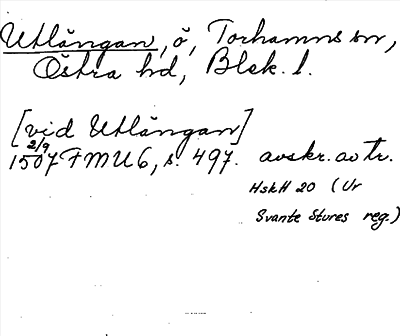 Utlängan, ö, Torhamns sn,
Östra hd, Blek. l.
[vid Utlängan]
2/9
1507 FMU 6, s. 497. avskr. av tr.
HskH 20 (Ur
Svante Stures reg.)